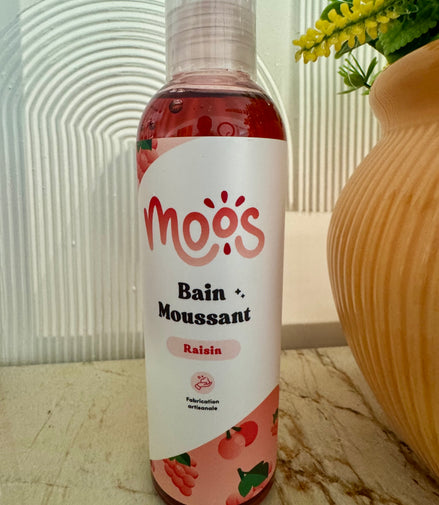 Moos
Bain
Moussant
Raisin
Fabrication
artisanale